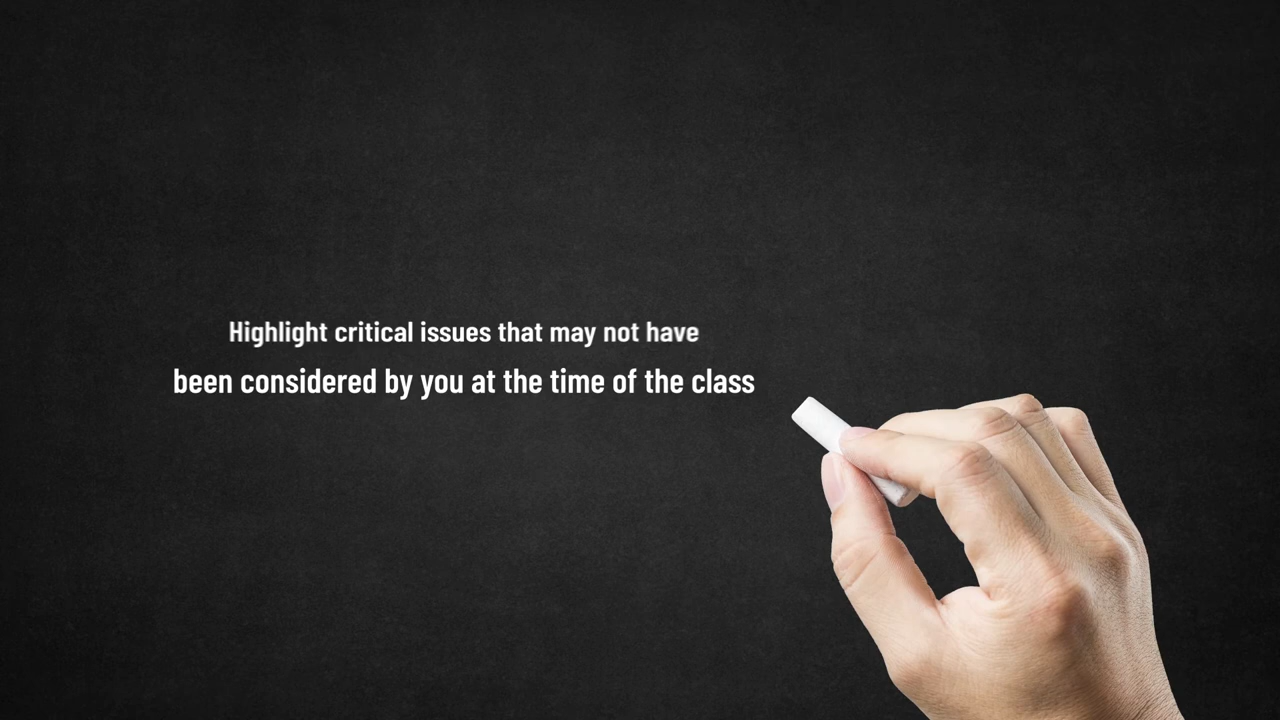 Highlight critical issues that may not have
been considered by you at the time of the class